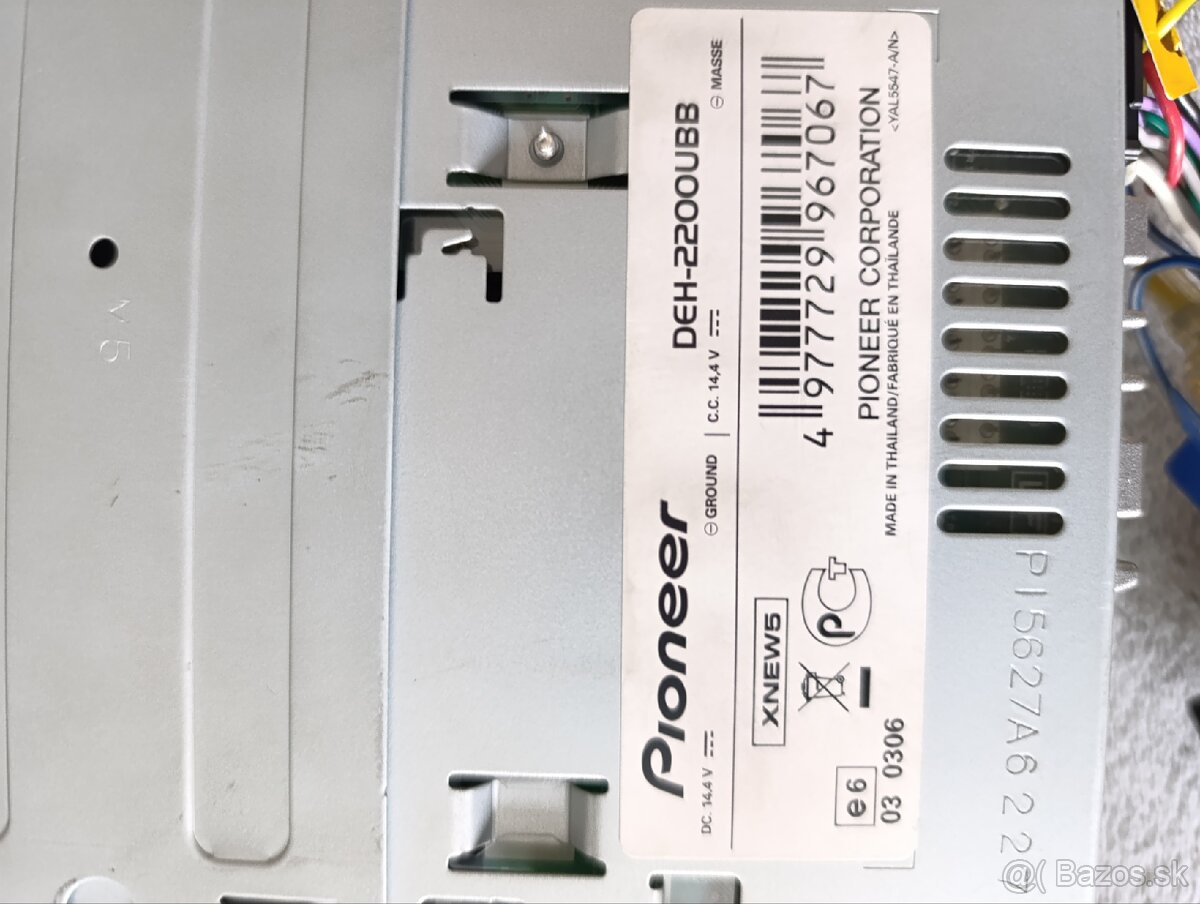 Pioneer DEH-2200UBB
DC. 14.4 V ⎓ ⊖ GROUND | C.C. 14,4 V ⎓ ⊖ MASSE
XNEW5
4 977729 967067
PIONEER CORPORATION
MADE IN THAILAND/FABRIQUÉ EN THAÏLANDE
<YAL5547-A/N>
e6
03 0306
V5
Bazos.sk